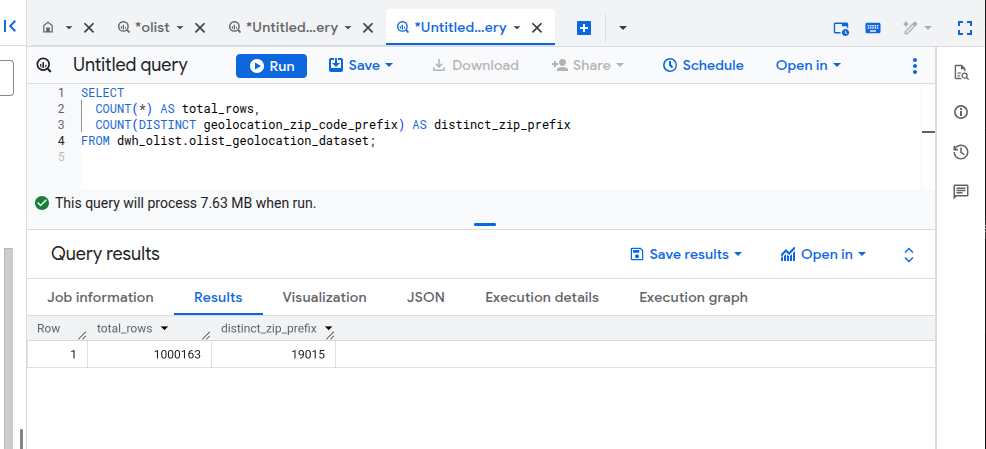 *olist
*Untitled...ery
*Untitled...ery
Untitled query
Run
Save
Download
Share
Schedule
Open in
1 SELECT
2 COUNT(*) AS total_rows,
3 COUNT(DISTINCT geolocation_zip_code_prefix) AS distinct_zip_prefix
4 FROM dwh_olist.olist_geolocation_dataset;
5
This query will process 7.63 MB when run.
Query results
Save results
Open in
Job information
Results
Visualization
JSON
Execution details
Execution graph
Row total_rows distinct_zip_prefix
1 1000163 19015